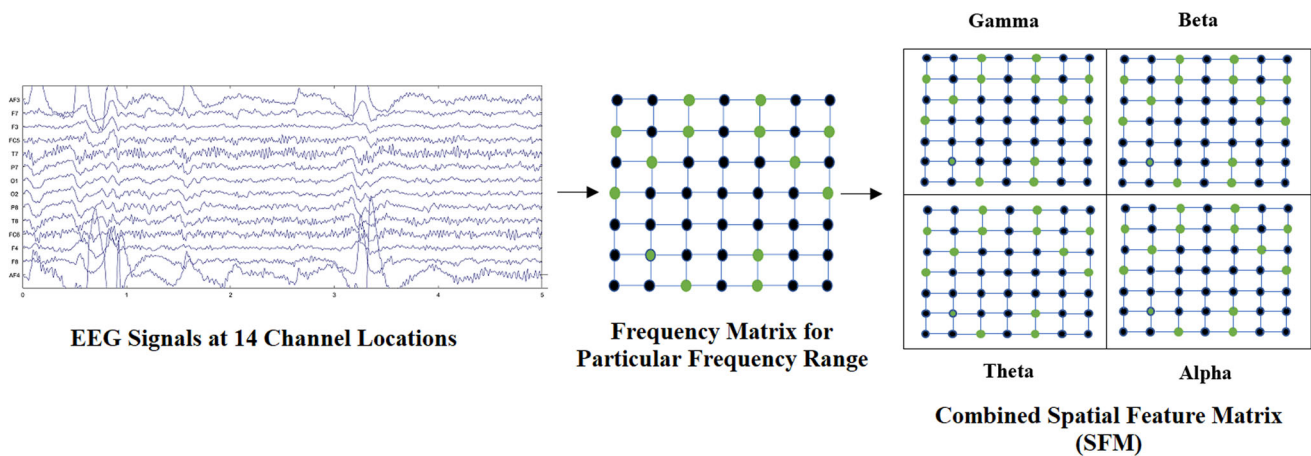 Gamma
Beta
AF3
F7
F3
FC5
T7
P7
O1
O2
P8
T8
FC6
F4
F8
AF4
0
1
2
3
4
5
EEG Signals at 14 Channel Locations
Frequency Matrix for
Particular Frequency Range
Theta
Alpha
Combined Spatial Feature Matrix
(SFM)